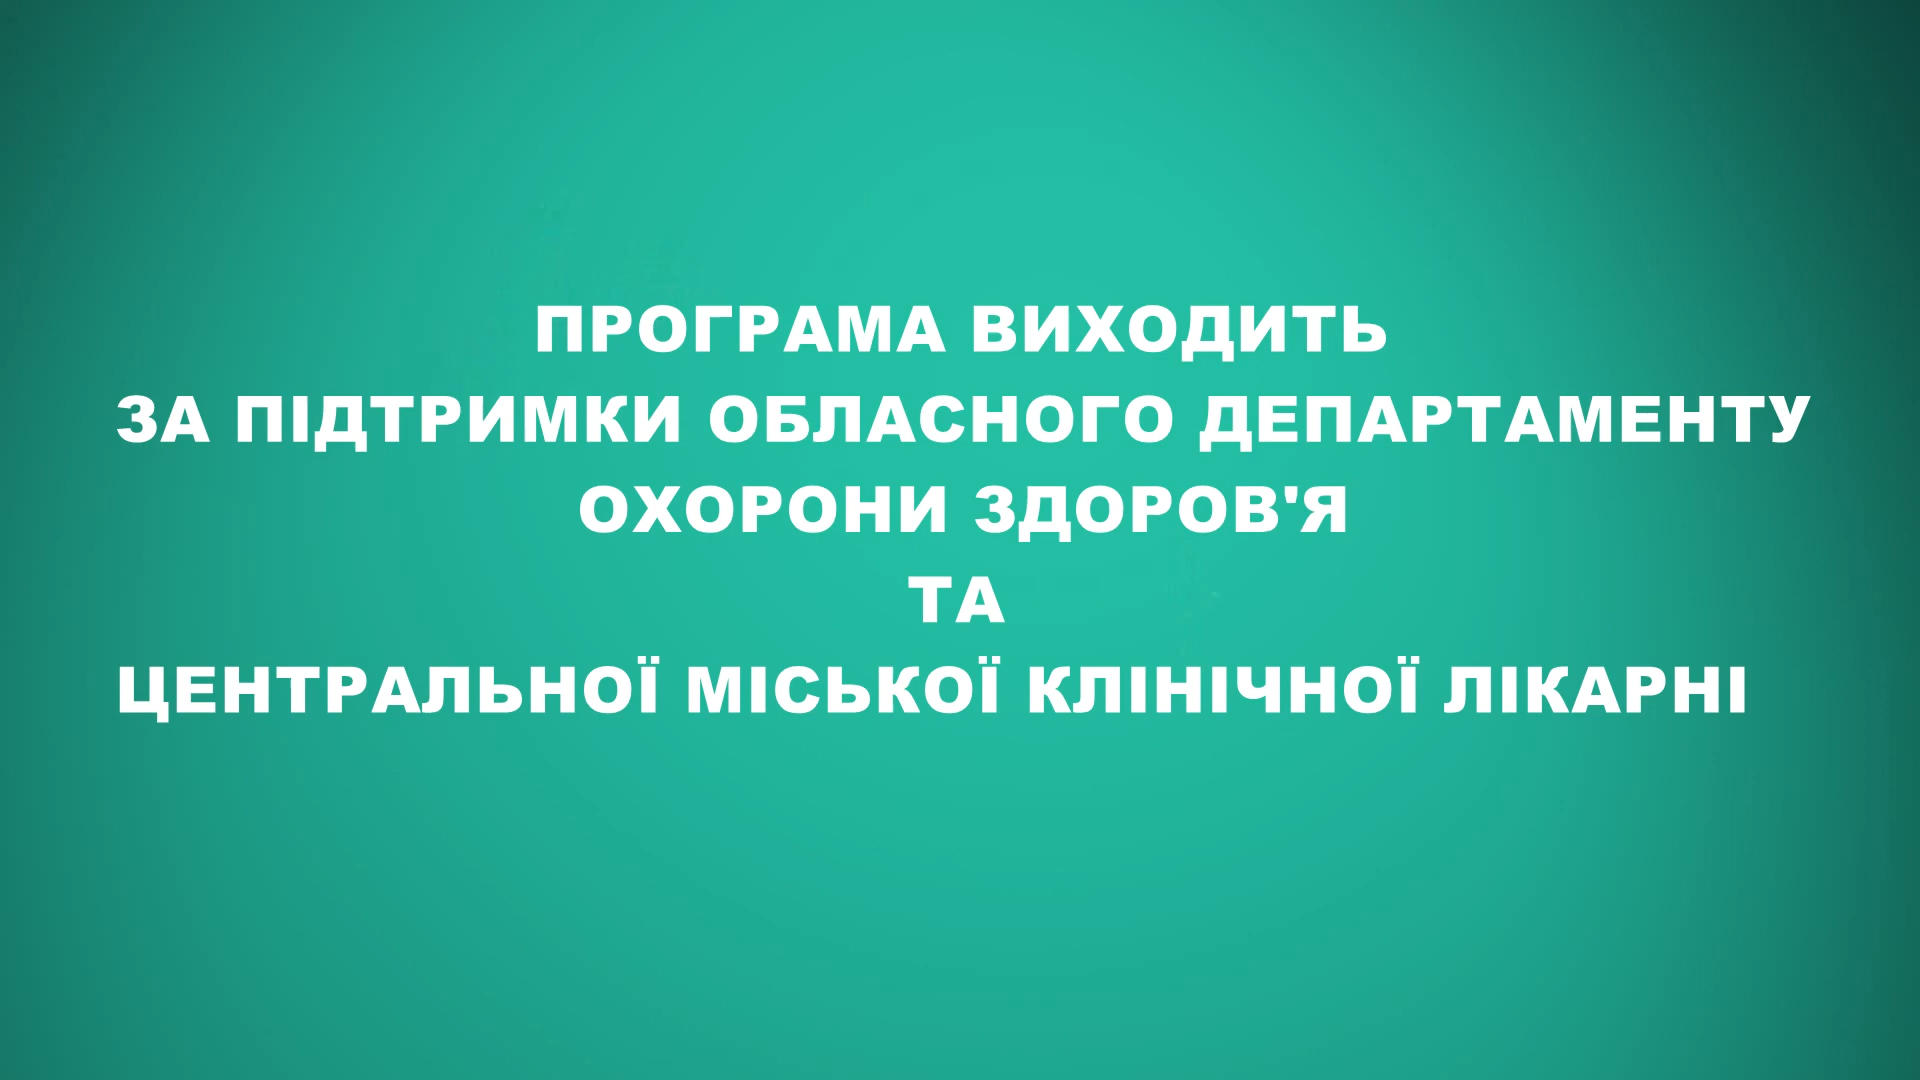 ПРОГРАМА ВИХОДИТЬ
ЗА ПІДТРИМКИ ОБЛАСНОГО ДЕПАРТАМЕНТУ
ОХОРОНИ ЗДОРОВ'Я
ТА
ЦЕНТРАЛЬНОЇ МІСЬКОЇ КЛІНІЧНОЇ ЛІКАРНІ